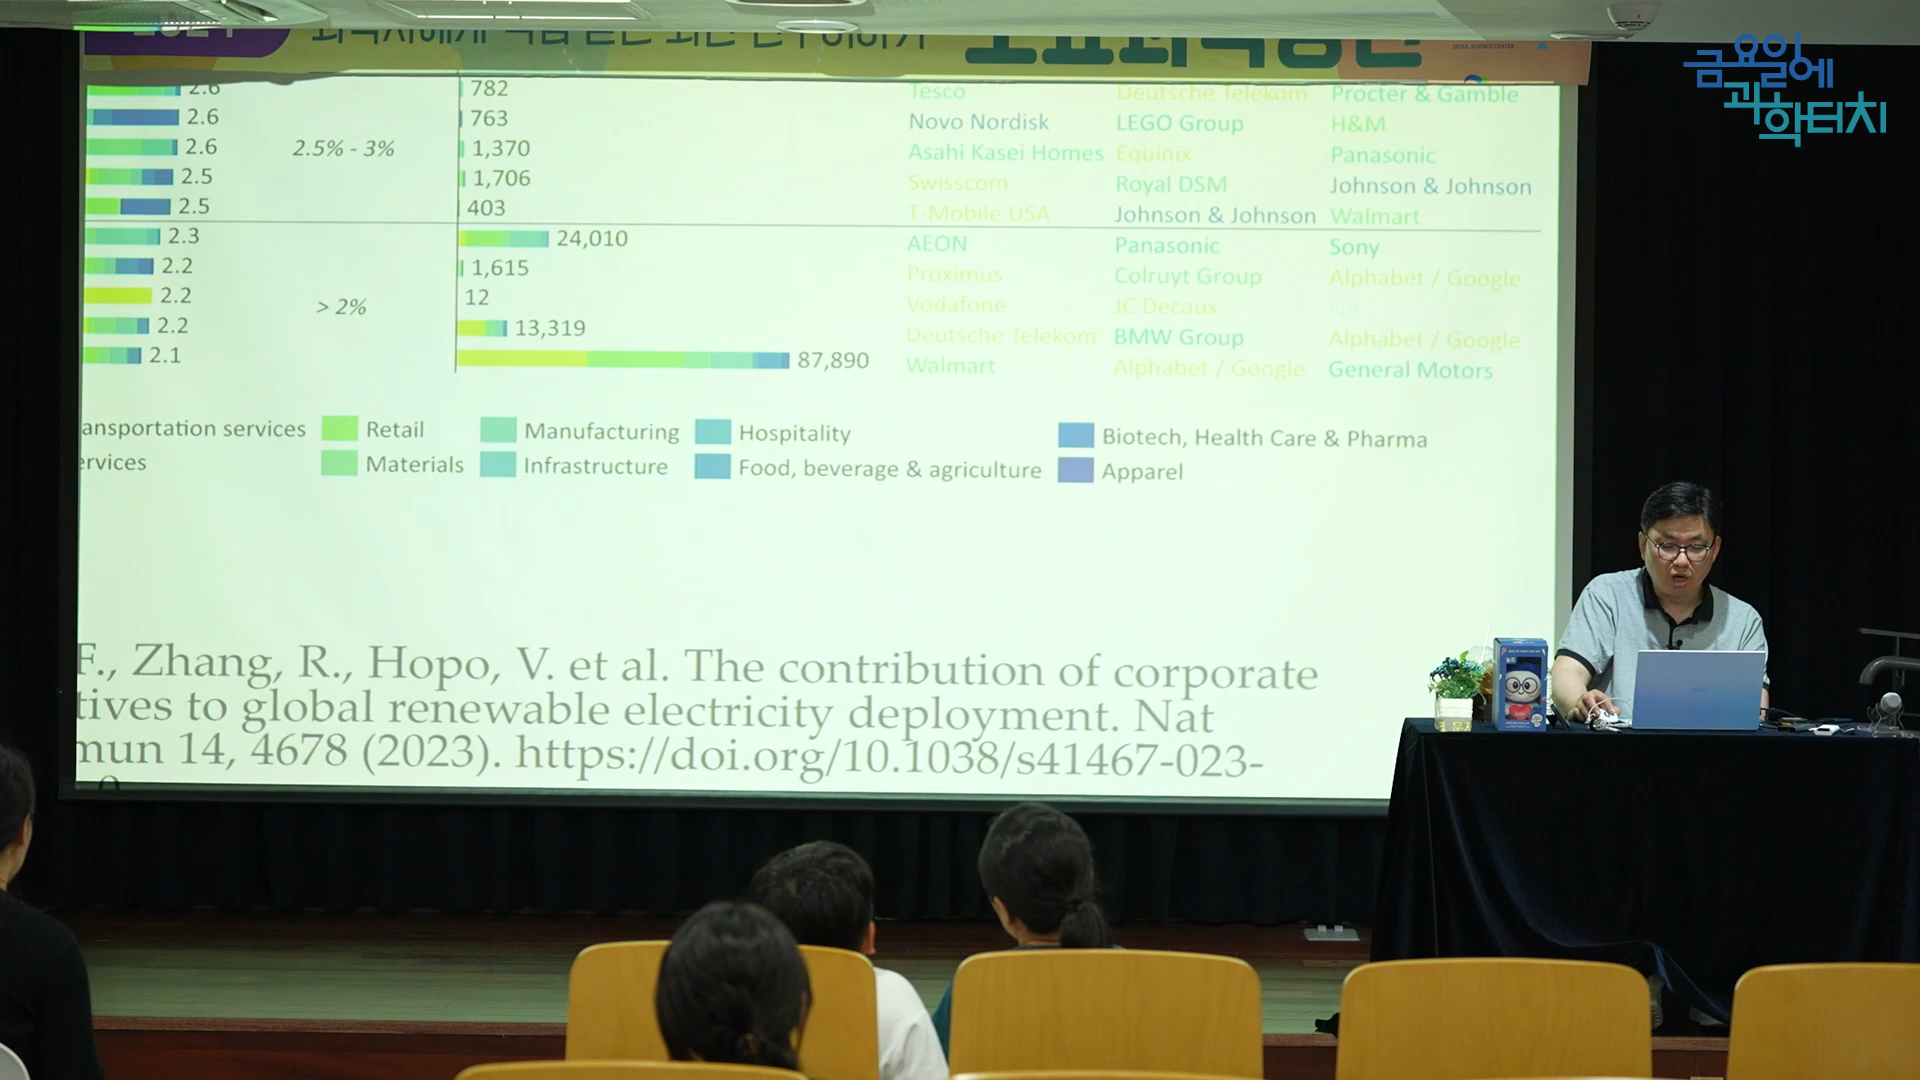 금요일에
과학터치
SEOUL SCIENCE CENTER
2.6 782 Tesco Deutsche Telekom Procter & Gamble
2.6 763 Novo Nordisk LEGO Group H&M
2.6 2.5% - 3% 1,370 Asahi Kasei Homes Equinix Panasonic
2.5 1,706 Swisscom Royal DSM Johnson & Johnson
2.5 403 T-Mobile USA Johnson & Johnson Walmart
2.3 24,010 AEON Panasonic Sony
2.2 1,615 Proximus Colruyt Group Alphabet / Google
2.2 > 2% 12 Vodafone JC Decaux NA
2.2 13,319 Deutsche Telekom BMW Group Alphabet / Google
2.1 87,890 Walmart Alphabet / Google General Motors
ansportation services Retail Manufacturing Hospitality Biotech, Health Care & Pharma
ervices Materials Infrastructure Food, beverage & agriculture Apparel
F., Zhang, R., Hopo, V. et al. The contribution of corporate
tives to global renewable electricity deployment. Nat
mun 14, 4678 (2023). https://doi.org/10.1038/s41467-023-